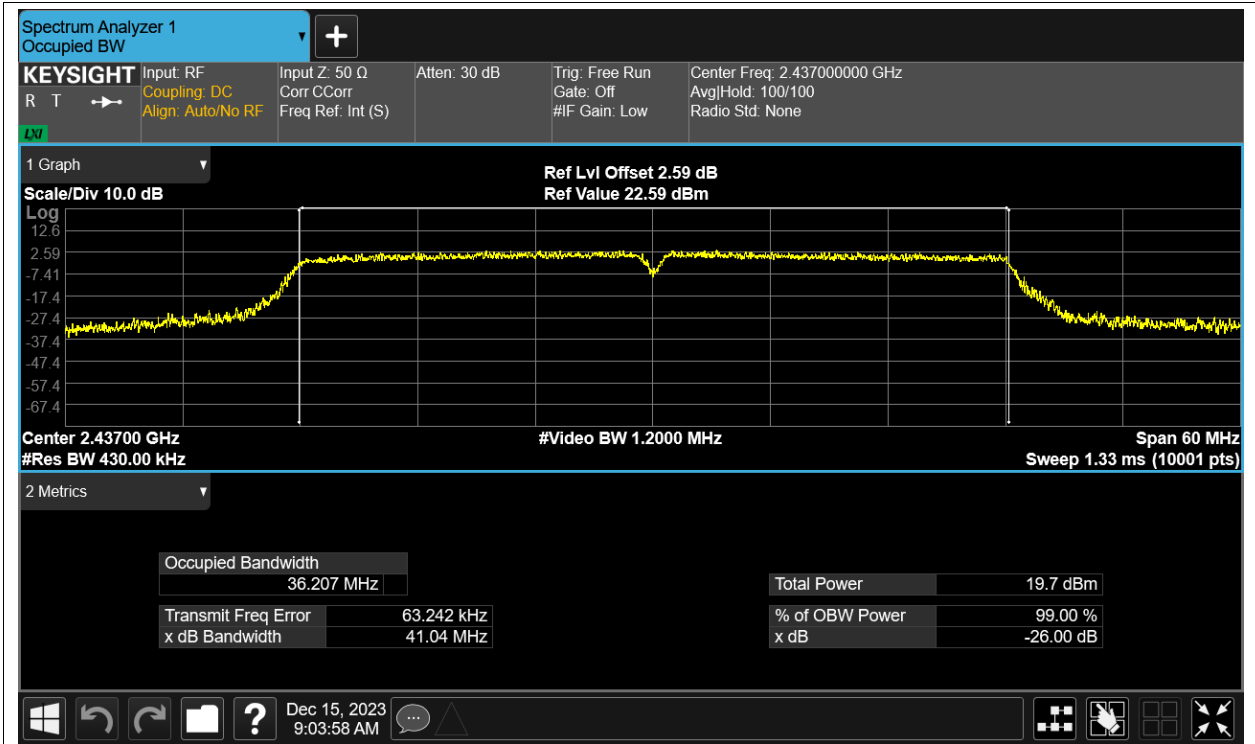 Spectrum Analyzer 1
Occupied BW
KEYSIGHT
R T
LXI
Input: RF
Coupling: DC
Align: Auto/No RF
Input Z: 50 Ω
Corr CCorr
Freq Ref: Int (S)
Atten: 30 dB
Trig: Free Run
Gate: Off
#IF Gain: Low
Center Freq: 2.437000000 GHz
Avg|Hold: 100/100
Radio Std: None
1 Graph
Scale/Div 10.0 dB
Ref Lvl Offset 2.59 dB
Ref Value 22.59 dBm
Log
12.6
2.59
-7.41
-17.4
-27.4
-37.4
-47.4
-57.4
-67.4
Center 2.43700 GHz
#Res BW 430.00 kHz
#Video BW 1.2000 MHz
Span 60 MHz
Sweep 1.33 ms (10001 pts)
2 Metrics
Occupied Bandwidth
36.207 MHz
Transmit Freq Error 63.242 kHz
x dB Bandwidth 41.04 MHz
Total Power 19.7 dBm
% of OBW Power 99.00 %
x dB -26.00 dB
Dec 15, 2023
9:03:58 AM